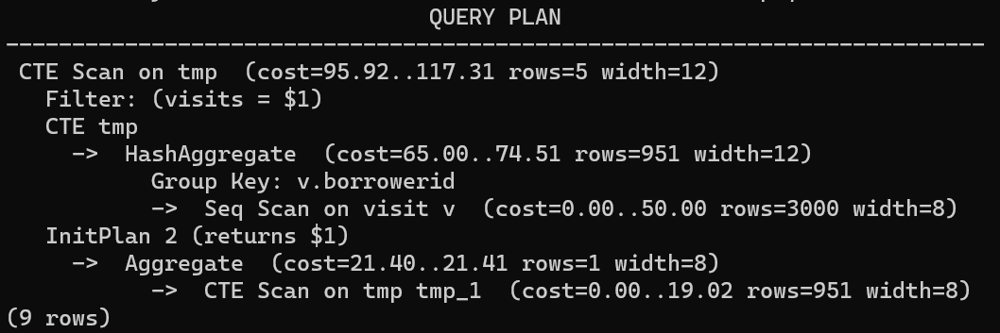 QUERY PLAN
--------------------------------------------------------------------------
CTE Scan on tmp  (cost=95.92..117.31 rows=5 width=12)
  Filter: (visits = $1)
  CTE tmp
    ->  HashAggregate  (cost=65.00..74.51 rows=951 width=12)
          Group Key: v.borrowerid
          ->  Seq Scan on visit v  (cost=0.00..50.00 rows=3000 width=8)
  InitPlan 2 (returns $1)
    ->  Aggregate  (cost=21.40..21.41 rows=1 width=8)
          ->  CTE Scan on tmp tmp_1  (cost=0.00..19.02 rows=951 width=8)
(9 rows)